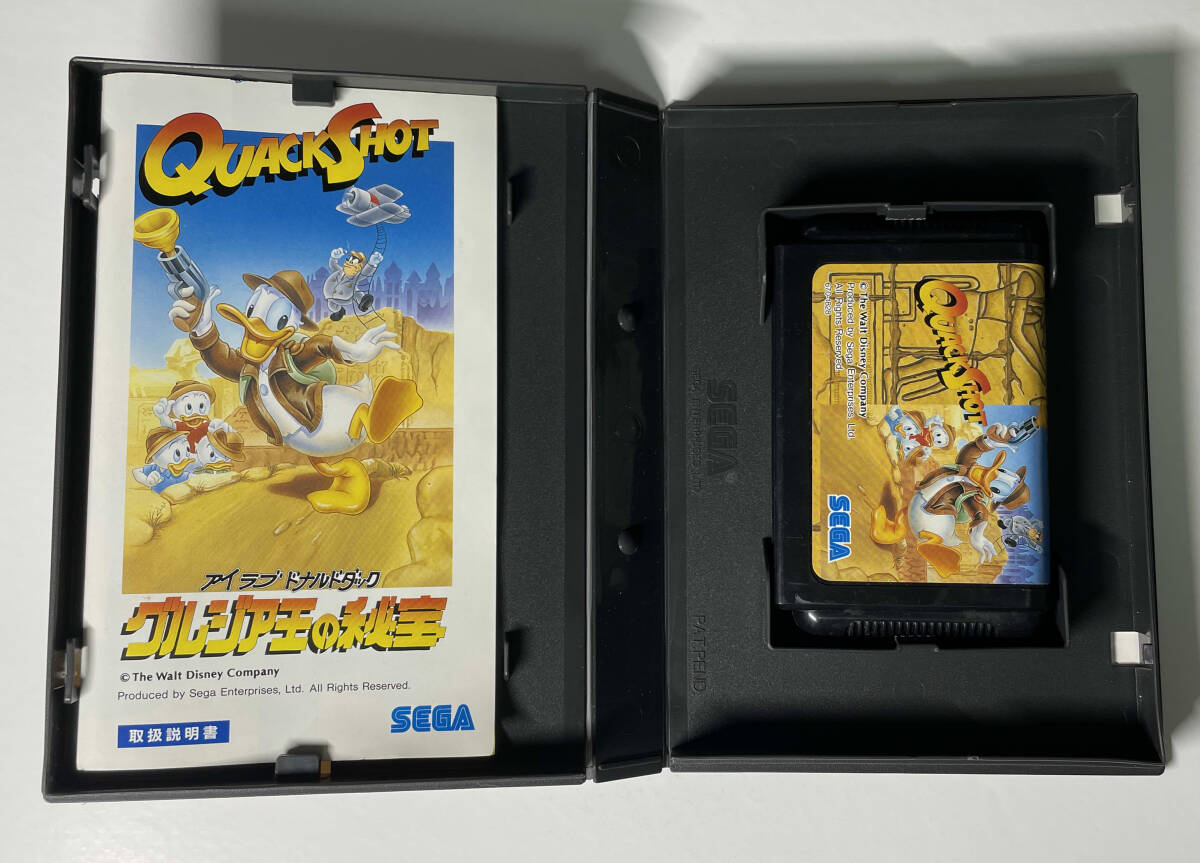 QUACKSHOT
アイラブ ドナルドダック
グルジア王の秘宝
© The Walt Disney Company
Produced by Sega Enterprises, Ltd. All Rights Reserved.
SEGA
取扱説明書
SEGA
PAT.PEND.
QUACKSHOT
© The Walt Disney Company
Produced by Sega Enterprises, Ltd.
All Rights Reserved.
SEGA